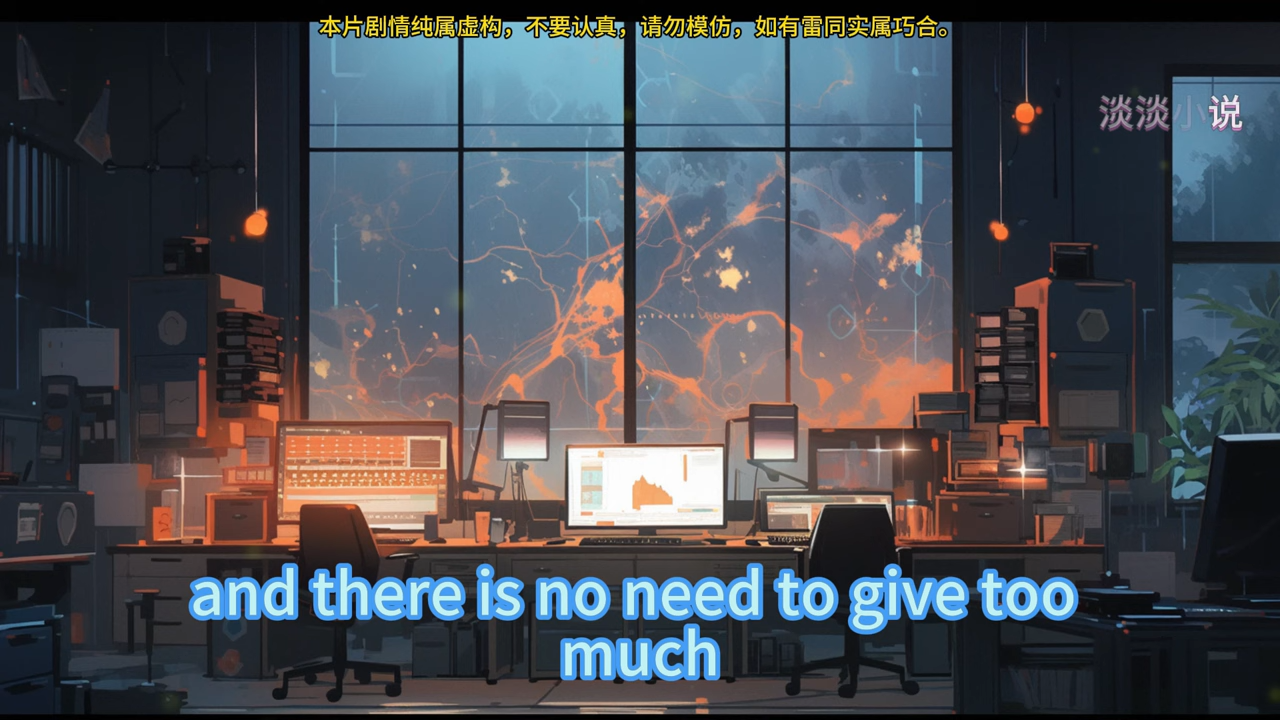 本片剧情纯属虚构，不要认真，请勿模仿，如有雷同实属巧合。
淡淡小说
and there is no need to give too
much